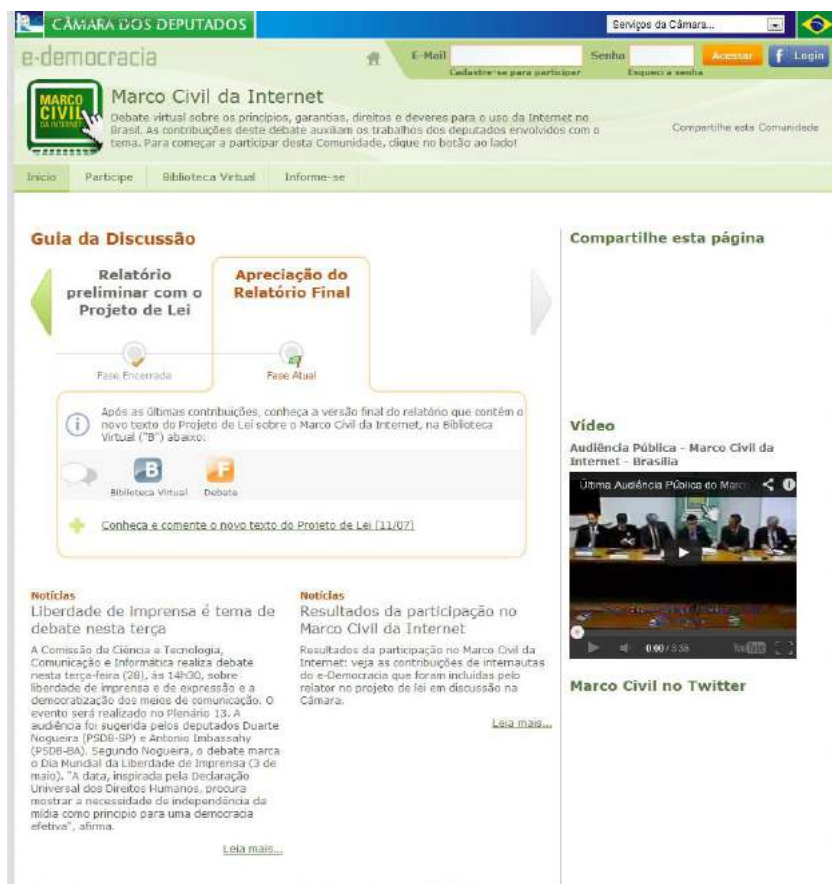 CÂMARA DOS DEPUTADOS
Serviços da Câmara...
e-democracia
E-Mail
Senha
Acessar
f Login
Cadastre-se para participar
Esqueci a senha
MARCO
CIVIL
DA INTERNET
Marco Civil da Internet
Debate virtual sobre os princípios, garantias, direitos e deveres para o uso da Internet no
Brasil. As contribuições deste debate auxiliam os trabalhos dos deputados envolvidos com o
tema. Para começar a participar desta Comunidade, clique no botão ao lado!
Compartilhe esta Comunidade
Início
Participe
Biblioteca Virtual
Informe-se
Guia da Discussão
Relatório
preliminar com o
Projeto de Lei
Apreciação do
Relatório Final
Fase Encerrada
Fase Atual
Após as últimas contribuições, conheça a versão final do relatório que contém o
novo texto do Projeto de Lei sobre o Marco Civil da Internet, na Biblioteca
Virtual ("B") abaixo:
B
F
Biblioteca Virtual
Debate
Conheça e comente o novo texto do Projeto de Lei (11/07)
Notícias
Liberdade de imprensa é tema de
debate nesta terça
A Comissão de Ciência e Tecnologia,
Comunicação e Informática realiza debate
nesta terça-feira (28), às 14h30, sobre
liberdade de imprensa e de expressão e a
democratização dos meios de comunicação. O
evento será realizado no Plenário 13. A
audiência foi sugerida pelos deputados Duarte
Nogueira (PSDB-SP) e Antonio Imbassahy
(PSDB-BA). Segundo Nogueira, o debate marca
o Dia Mundial da Liberdade de Imprensa (3 de
maio). "A data, inspirada pela Declaração
Universal dos Direitos Humanos, procura
mostrar a necessidade de independência da
mídia como princípio para uma democracia
efetiva", afirma.
Leia mais...
Notícias
Resultados da participação no
Marco Civil da Internet
Resultados da participação no Marco Civil da
Internet: veja as contribuições de internautas
do e-Democracia que foram incluídas pelo
relator no projeto de lei em discussão na
Câmara.
Leia mais...
Compartilhe esta página
Vídeo
Audiência Pública - Marco Civil da
Internet - Brasília
Última Audiência Pública do Marco
0:00 / 3:35
YouTube
Marco Civil no Twitter